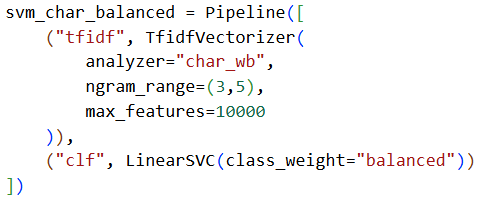 svm_char_balanced = Pipeline([
    ("tfidf", TfidfVectorizer(
        analyzer="char_wb",
        ngram_range=(3,5),
        max_features=10000
    )),
    ("clf", LinearSVC(class_weight="balanced"))
])